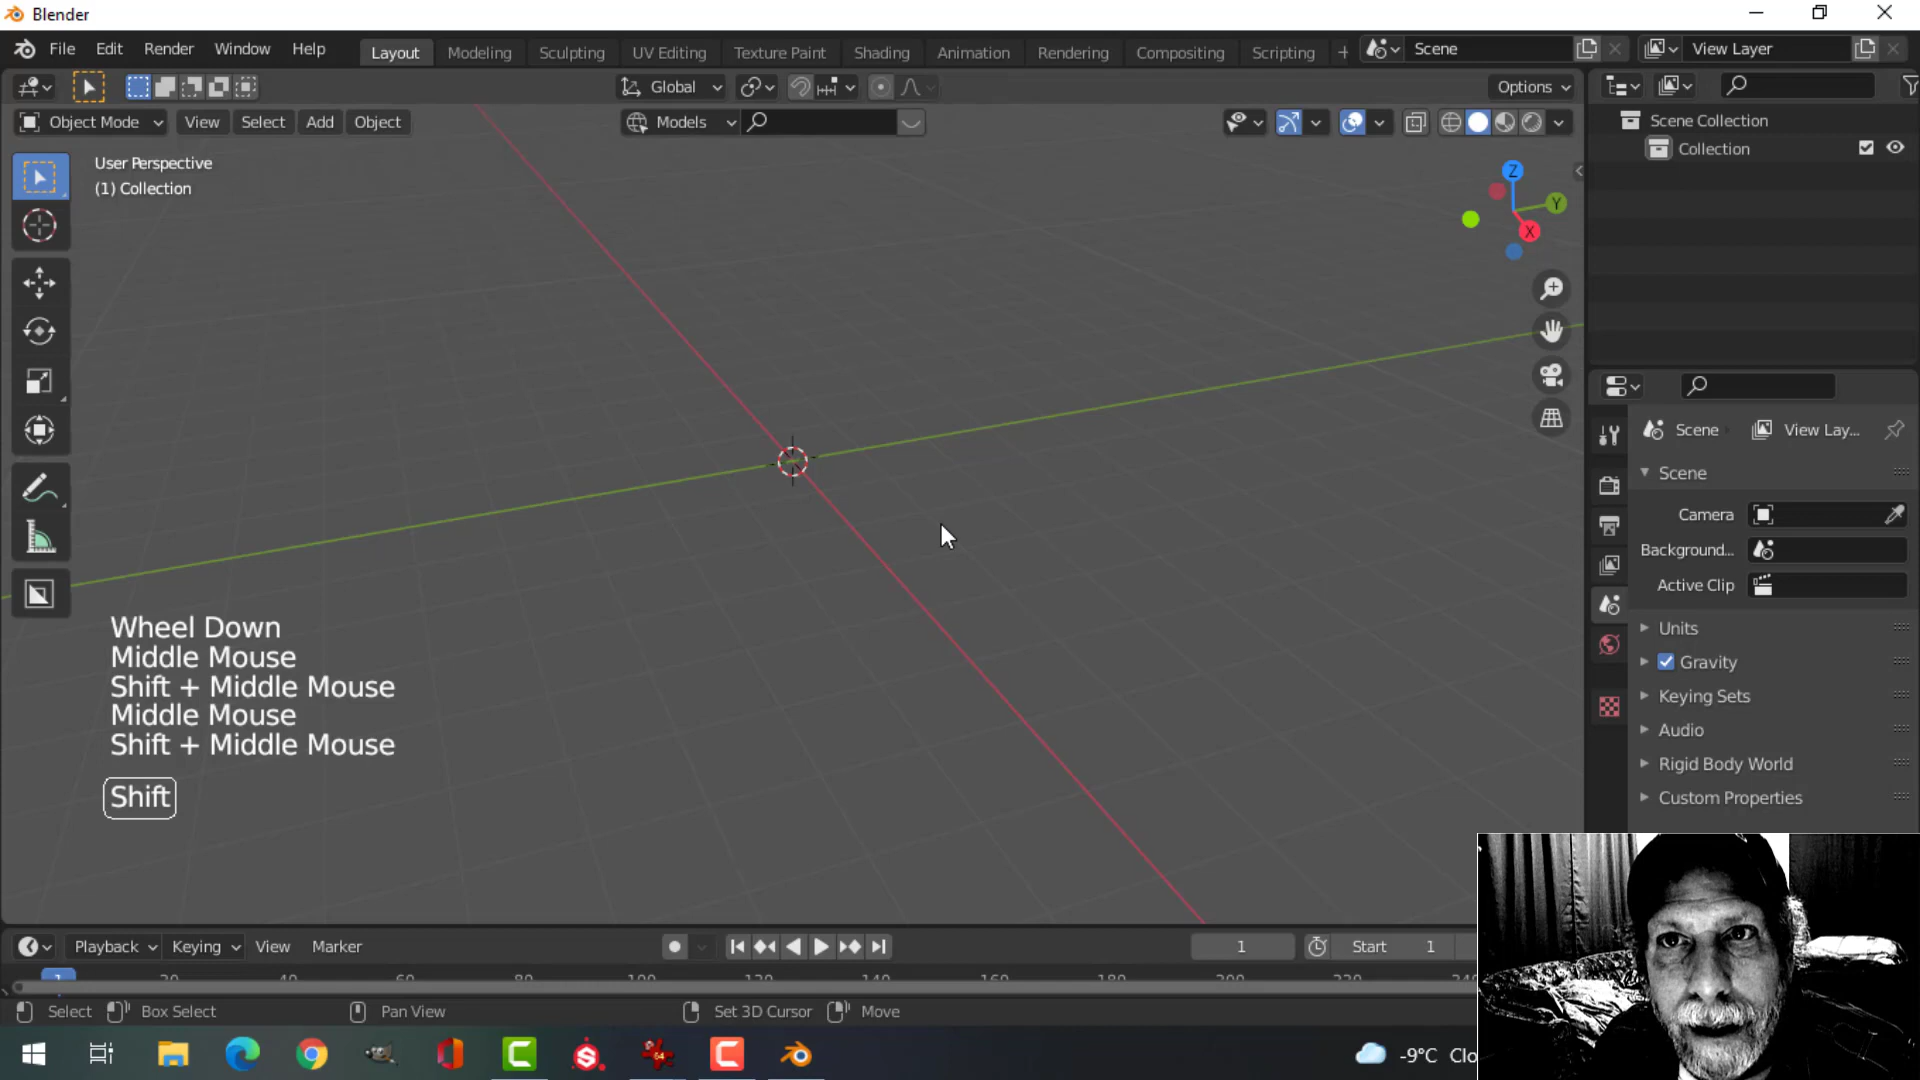 Blender
File Edit Render Window Help
Layout Modeling Sculpting UV Editing Texture Paint Shading Animation Rendering Compositing Scripting +
Scene
View Layer
Global
Options
Object Mode View Select Add Object
Models
User Perspective
(1) Collection
Z
Y
X
Scene Collection
Collection
Scene
View Lay...
Scene
Camera
Background...
Active Clip
Units
Gravity
Keying Sets
Audio
Rigid Body World
Custom Properties
Wheel Down
Middle Mouse
Shift + Middle Mouse
Middle Mouse
Shift + Middle Mouse
Shift
Playback Keying View Marker
1
Start 1
1
Select Box Select Pan View Set 3D Cursor Move
-9°C Clo